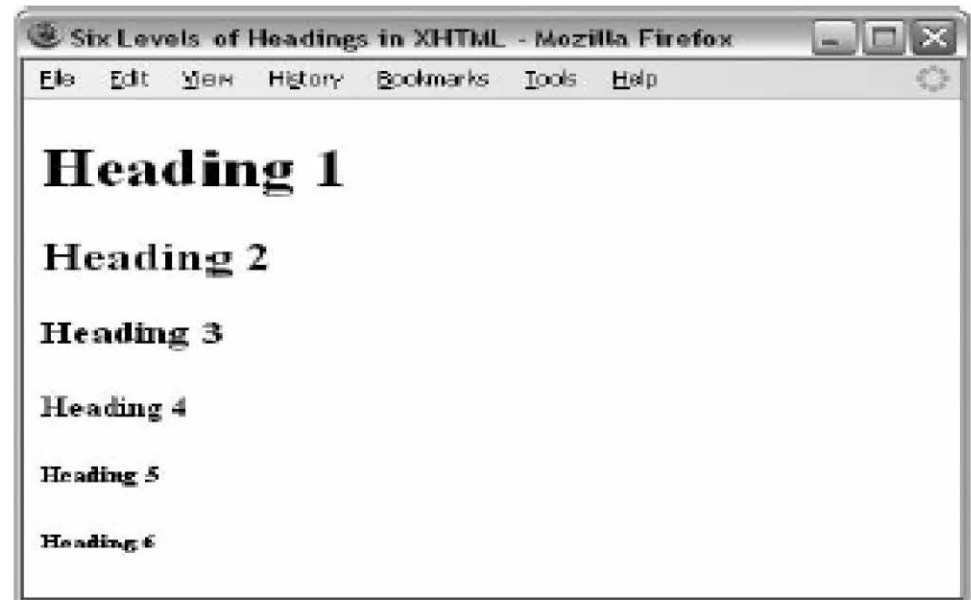 Six Levels of Headings in XHTML - Mozilla Firefox
File Edit View History Bookmarks Tools Help
Heading 1
Heading 2
Heading 3
Heading 4
Heading 5
Heading 6